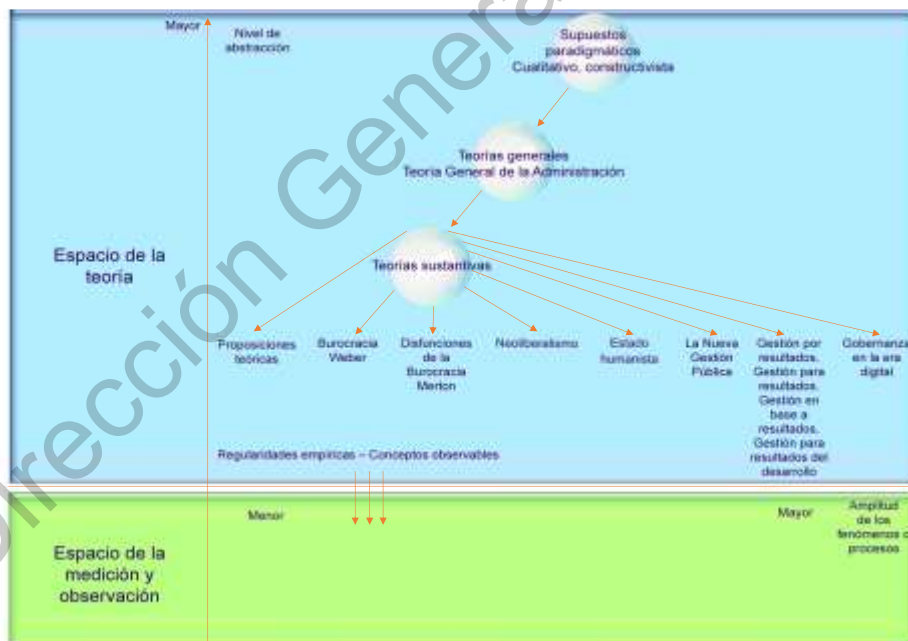 Mayor
Nivel de
abstracción
Supuestos
paradigmáticos
Cualitativo, constructivista
Teorías generales
Teoría General de la Administración
Espacio de la
teoría
Teorías sustantivas
Proposiciones
teóricas
Burocracia
Weber
Disfunciones
de la
Burocracia
Merton
Neoliberalismo
Estado
humanista
La Nueva
Gestión
Pública
Gestión por
resultados.
Gestión para
resultados.
Gestión en
base a
resultados.
Gestión para
resultados del
desarrollo
Gobernanza
en la era
digital
Regularidades empíricas – Conceptos observables
Menor
Mayor
Amplitud
de los
fenómenos o
procesos
Espacio de la
medición y
observación
Dirección General